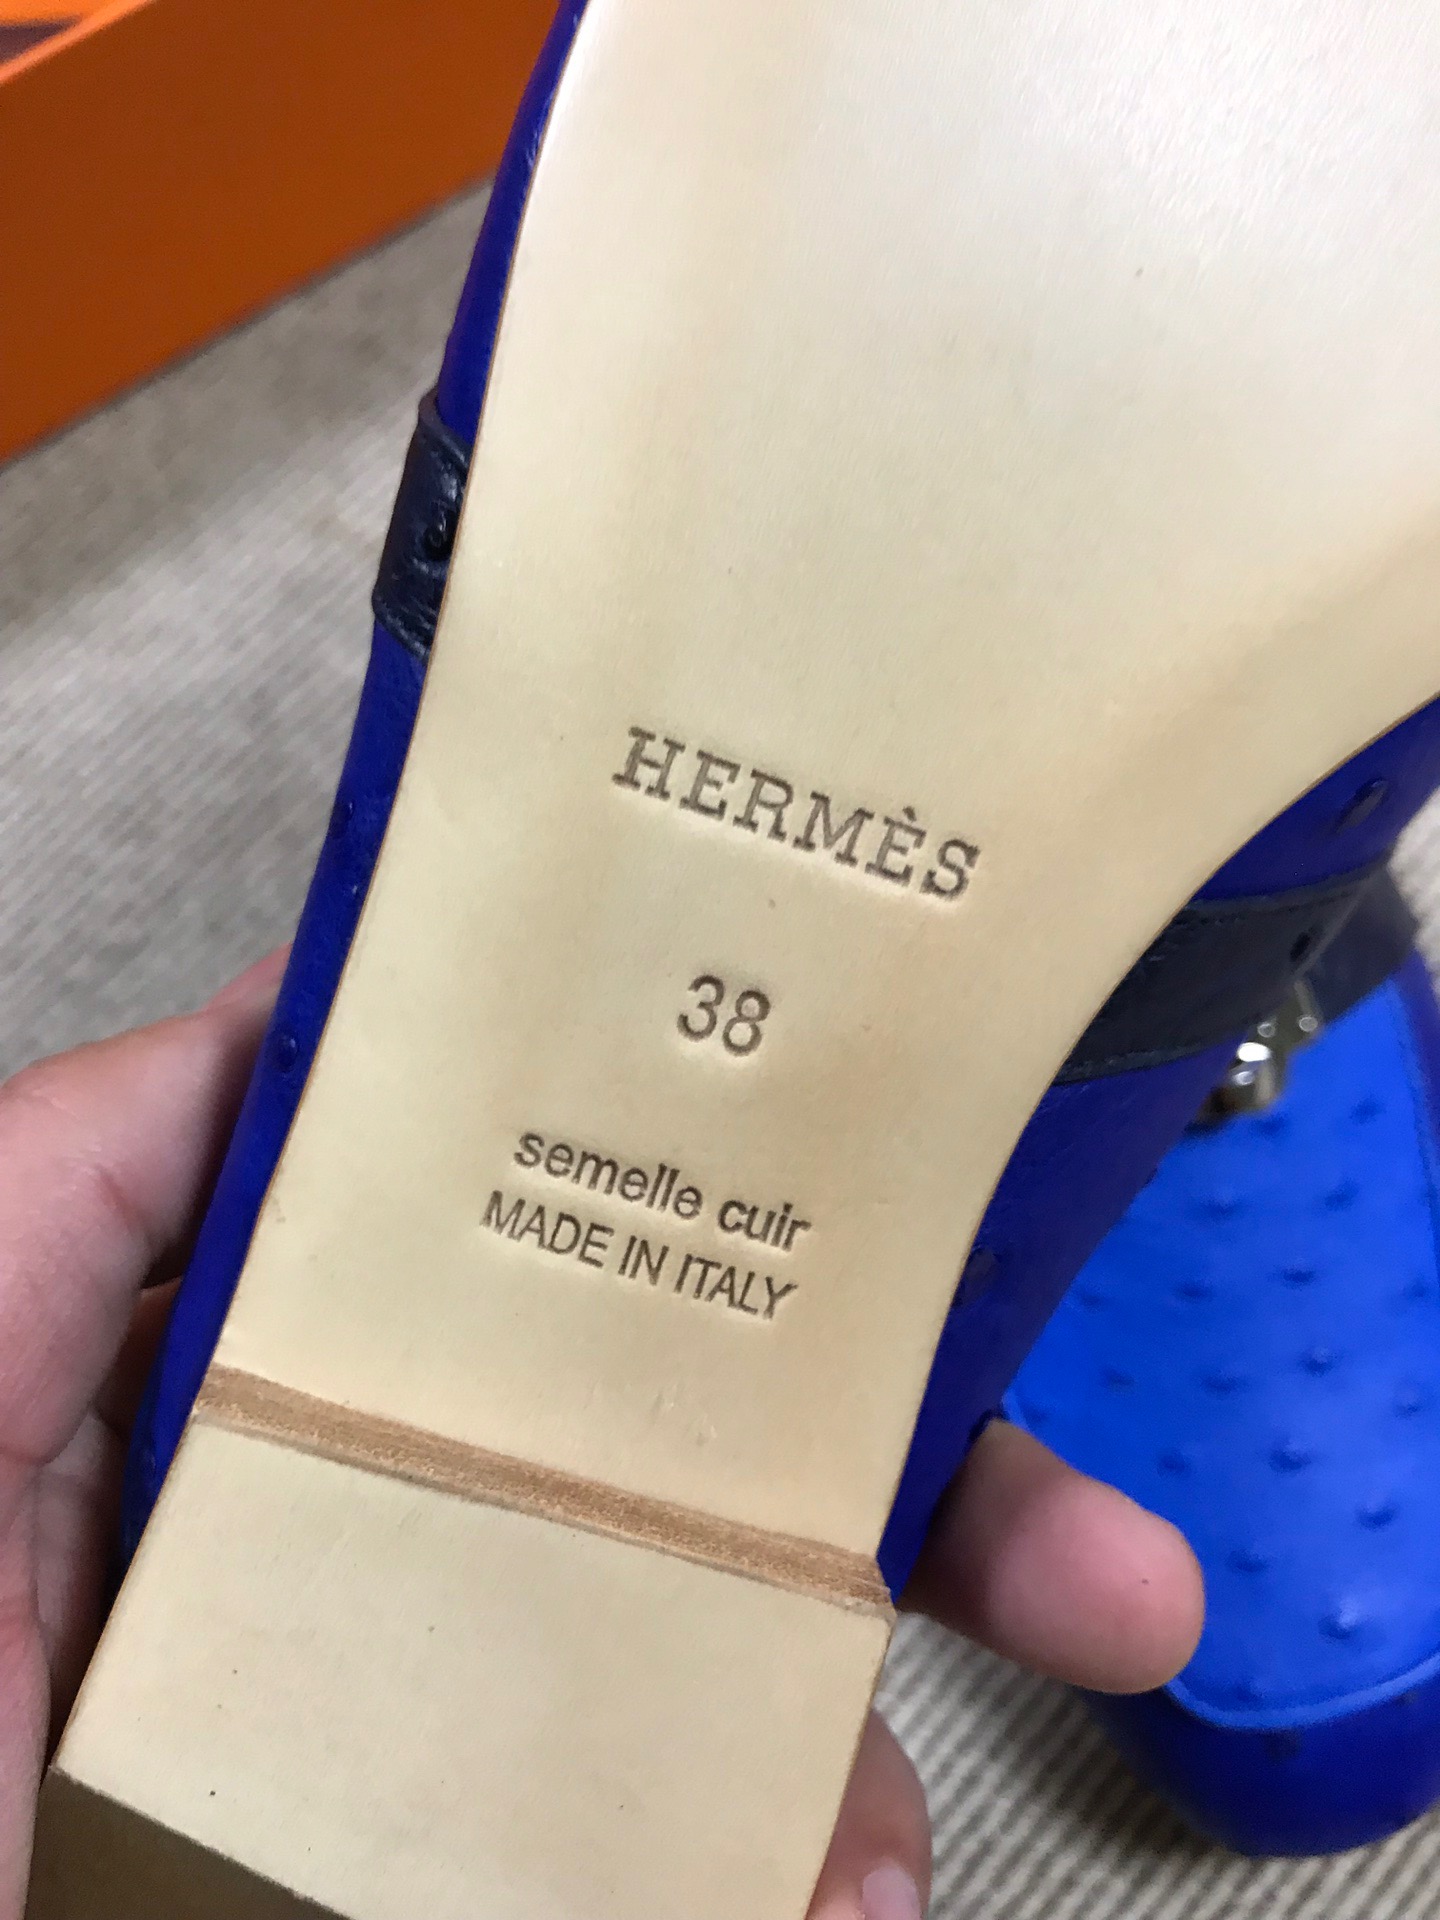 HERMÈS
38
semelle cuir
MADE IN ITALY